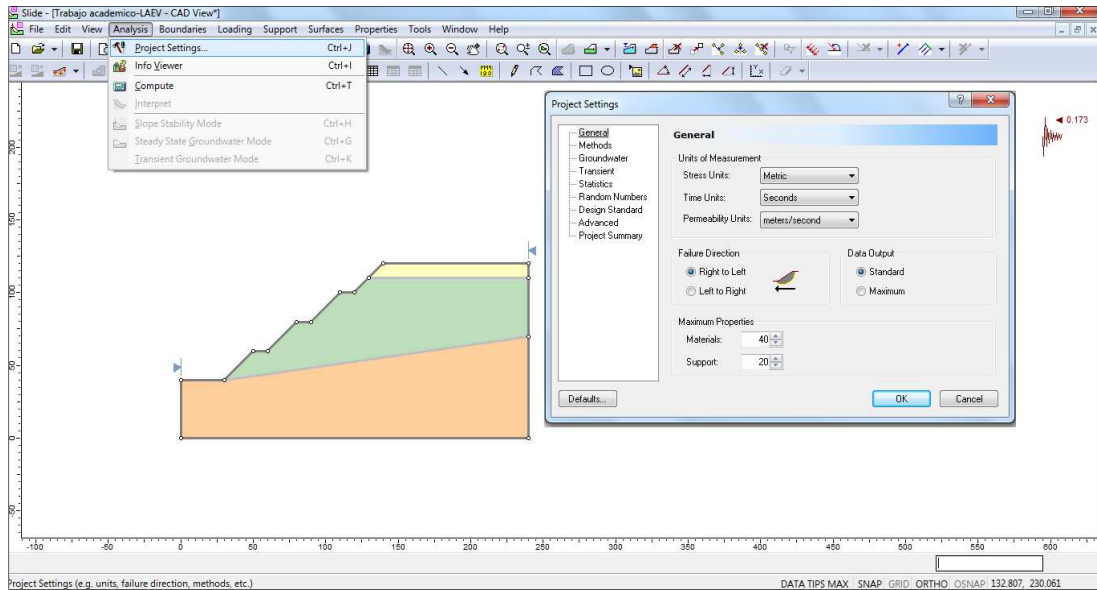 Slide - [Trabajo academico-LAEV - CAD View*]
File Edit View Analysis Boundaries Loading Support Surfaces Properties Tools Window Help
Project Settings... Ctrl+J
Info Viewer Ctrl+I
Compute Ctrl+T
Interpret
Slope Stability Mode Ctrl+H
Steady State Groundwater Mode Ctrl+G
Transient Groundwater Mode Ctrl+K
Project Settings
General
Methods
Groundwater
Transient
Statistics
Random Numbers
Design Standard
Advanced
Project Summary
General
Units of Measurement
Stress Units: Metric
Time Units: Seconds
Permeability Units: meters/second
Failure Direction
Right to Left
Left to Right
Data Output
Standard
Maximum
Maximum Properties
Materials: 40
Support: 20
Defaults... OK Cancel
0.173
200
150
100
50
0
-50
-100 -50 0 50 100 150 200 250 300 350 400 450 500 550 600
Project Settings (e.g. units, failure direction, methods, etc.) DATA TIPS MAX SNAP GRID ORTHO OSNAP 132.807, 230.061